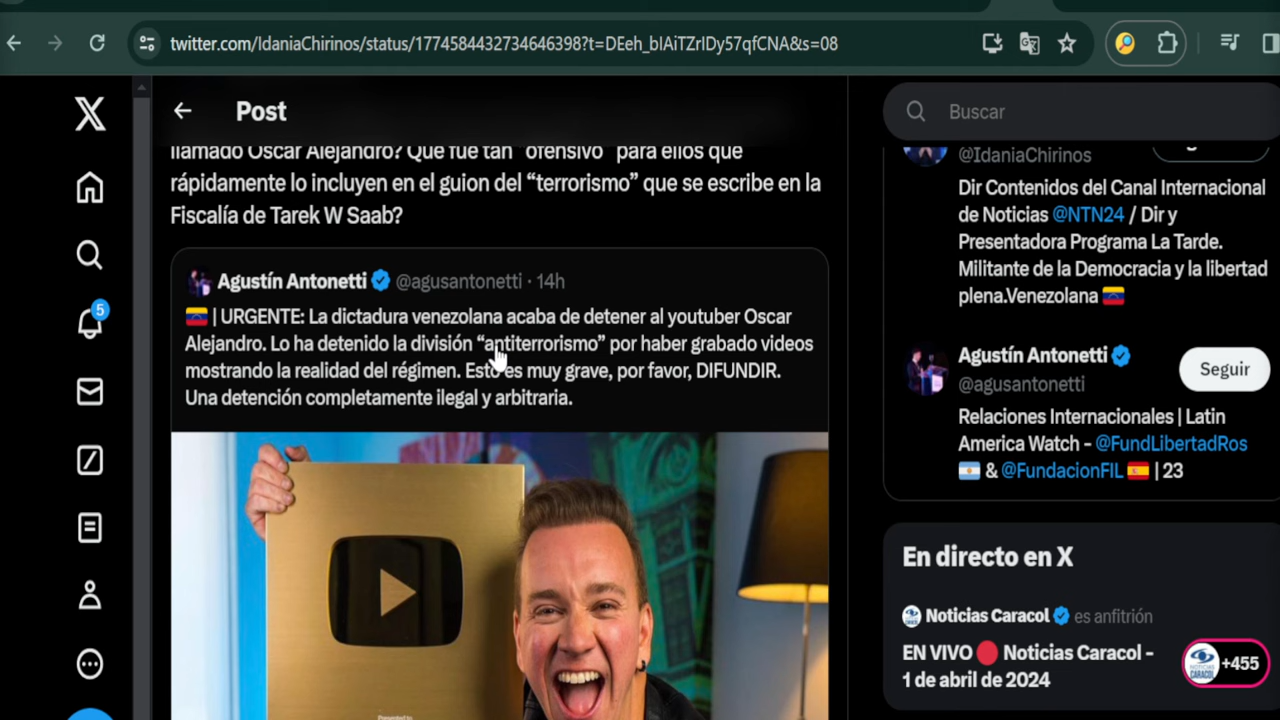 twitter.com/IdaniaChirinos/status/1774584432734646398?t=DEeh_bIAiTZrIDy57qfCNA&s=08
Post
llamado Oscar Alejandro? Que fue tan “ofensivo” para ellos que
rápidamente lo incluyen en el guion del “terrorismo” que se escribe en la
Fiscalía de Tarek W Saab?
Agustín Antonetti @agusantonetti · 14h
| URGENTE: La dictadura venezolana acaba de detener al youtuber Oscar
Alejandro. Lo ha detenido la división “antiterrorismo” por haber grabado videos
mostrando la realidad del régimen. Esto es muy grave, por favor, DIFUNDIR.
Una detención completamente ilegal y arbitraria.
Presented to
5
Buscar
@IdaniaChirinos
Dir Contenidos del Canal Internacional
de Noticias @NTN24 / Dir y
Presentadora Programa La Tarde.
Militante de la Democracia y la libertad
plena.Venezolana
Agustín Antonetti
@agusantonetti
Seguir
Relaciones Internacionales | Latin
America Watch - @FundLibertadRos
& @FundacionFIL | 23
En directo en X
Noticias Caracol es anfitrión
EN VIVO Noticias Caracol -
1 de abril de 2024
NOTICIAS
CARACOL
+455